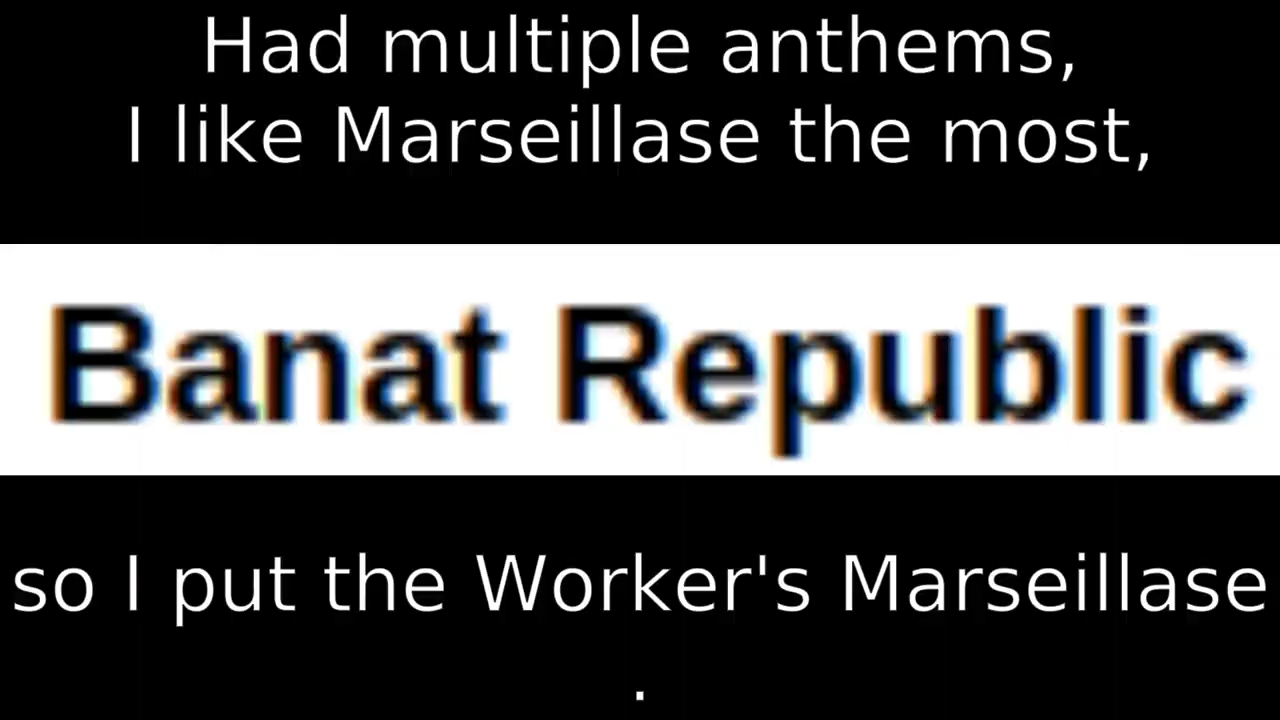 Had multiple anthems,
I like Marseillase the most,
Banat Republic
so I put the Worker's Marseillase
.